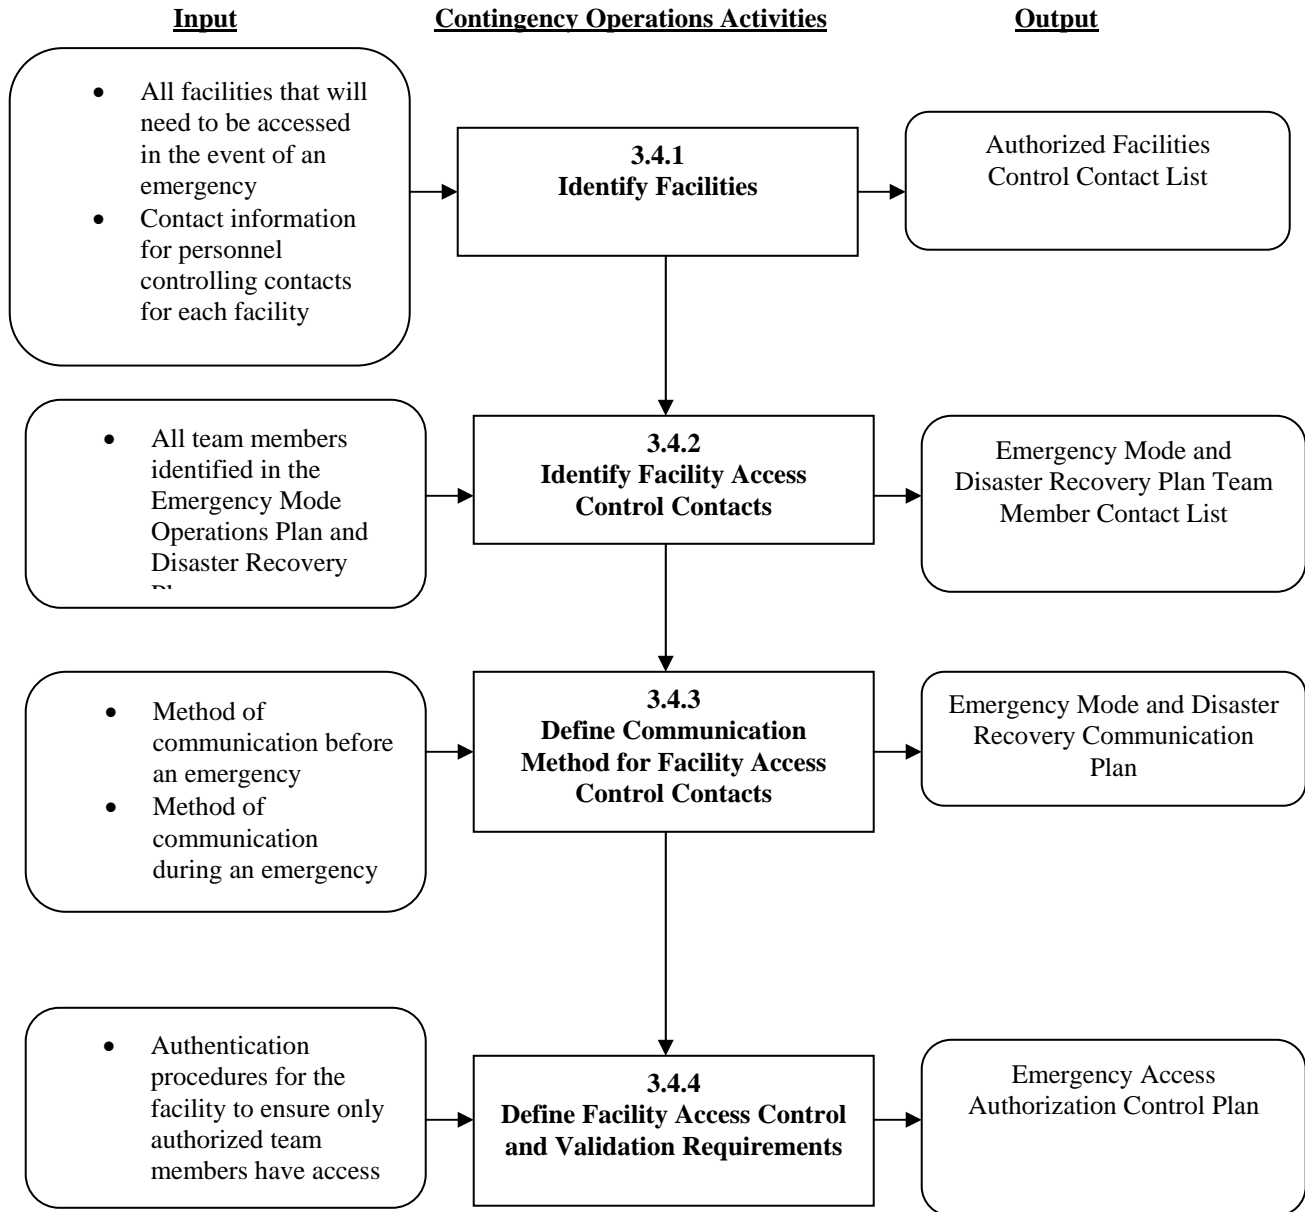 Input
Contingency Operations Activities
Output
• All facilities that will
need to be accessed
in the event of an
emergency
• Contact information
for personnel
controlling contacts
for each facility
3.4.1
Identify Facilities
Authorized Facilities
Control Contact List
• All team members
identified in the
Emergency Mode
Operations Plan and
Disaster Recovery
3.4.2
Identify Facility Access
Control Contacts
Emergency Mode and
Disaster Recovery Plan Team
Member Contact List
• Method of
communication before
an emergency
• Method of
communication
during an emergency
3.4.3
Define Communication
Method for Facility Access
Control Contacts
Emergency Mode and Disaster
Recovery Communication
Plan
• Authentication
procedures for the
facility to ensure only
authorized team
members have access
3.4.4
Define Facility Access Control
and Validation Requirements
Emergency Access
Authorization Control Plan